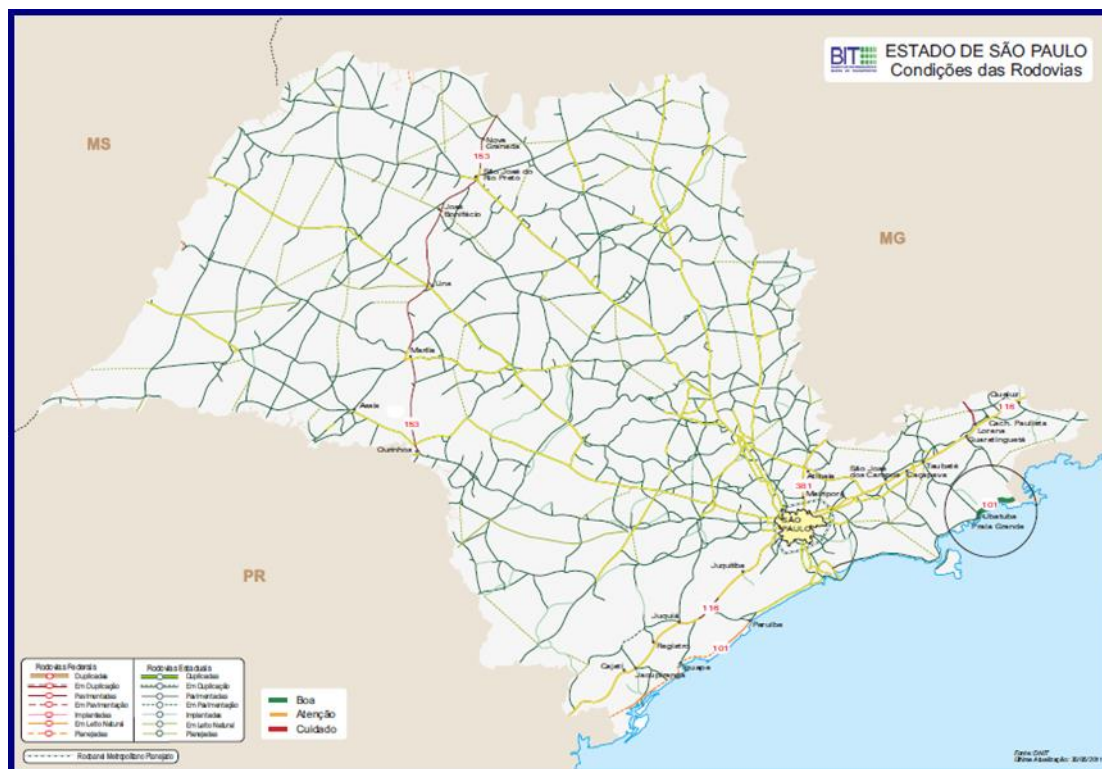 BIT
ESTADO DE SÃO PAULO
Condições das Rodovias
MS
MG
PR
Nova
Granada
153
São José do
Rio Preto
José
Bonifácio
Lins
Marília
Assis
153
Ourinhos
Queluz
116
Cach. Paulista
Lorena
Guaratinguetá
Taubaté
São José
dos Campos
Caçapava
Atibaia
381
Mairiporã
101
Ubatuba
Praia Grande
SÃO
PAULO
Juquitiba
116
Juquiá
Peruíbe
Registro
101
Iguape
Cajati
Jacupiranga
Rodovias Federais
Duplicadas
Em Duplicação
Pavimentadas
Em Pavimentação
Implantadas
Em Leito Natural
Planejadas
Rodovias Estaduais
Duplicadas
Em Duplicação
Pavimentadas
Em Pavimentação
Implantadas
Em Leito Natural
Planejadas
Rodoanel Metropolitano Planejado
Boa
Atenção
Cuidado
Fonte: DNIT
Última Atualização: